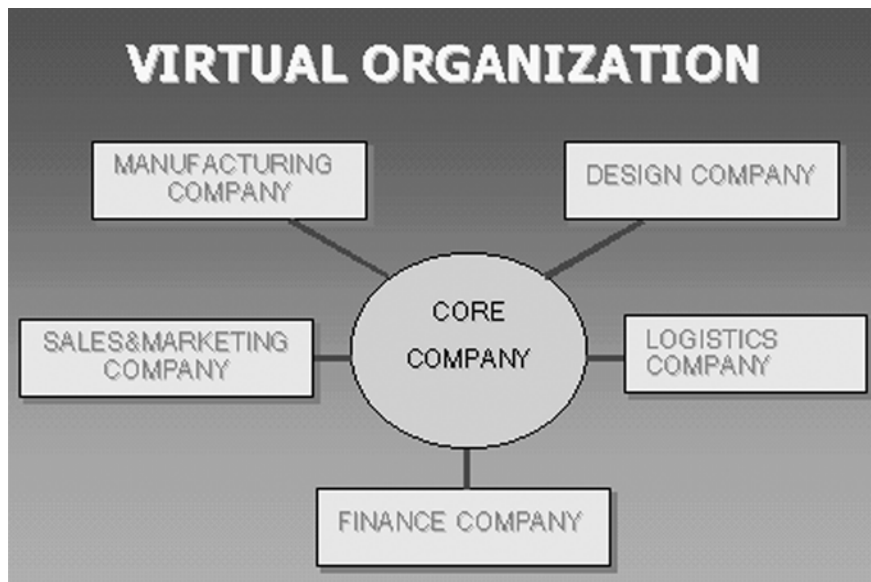 VIRTUAL ORGANIZATION
MANUFACTURING
COMPANY
DESIGN COMPANY
CORE
COMPANY
SALES&MARKETING
COMPANY
LOGISTICS
COMPANY
FINANCE COMPANY